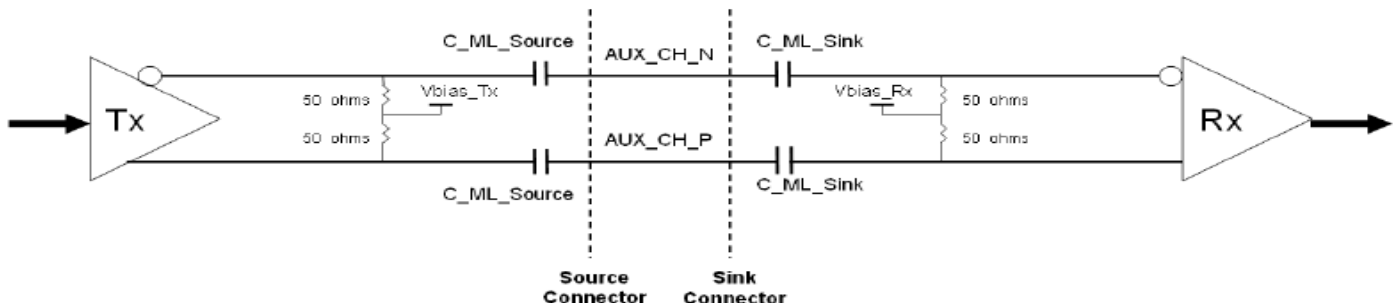 C_ML_Source
AUX_CH_N
C_ML_Sink
50 ohms
Vbias_Tx
Vbias_Rx
50 ohms
Tx
Rx
50 ohms
50 ohms
AUX_CH_P
C_ML_Source
C_ML_Sink
Source
Connector
Sink
Connector